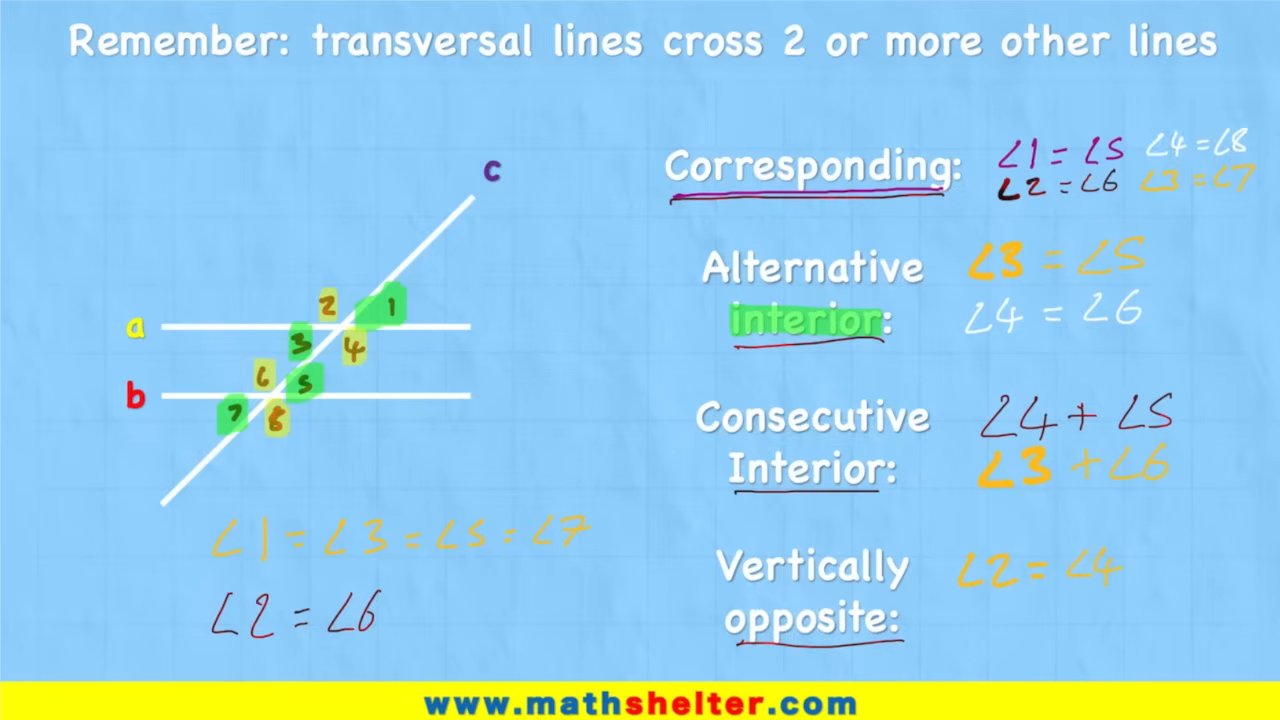 Remember: transversal lines cross 2 or more other lines
c
a
b
2 1
3 4
6 5
7 8
∠1 = ∠3 = ∠5 = ∠7
∠2 = ∠6
Corresponding: ∠1 = ∠5 ∠4 = ∠8
∠2 = ∠6 ∠3 = ∠7
Alternative ∠3 = ∠5
interior: ∠4 = ∠6
Consecutive ∠4 + ∠5
Interior: ∠3 + ∠6
Vertically ∠2 = ∠4
opposite:
www.mathshelter.com